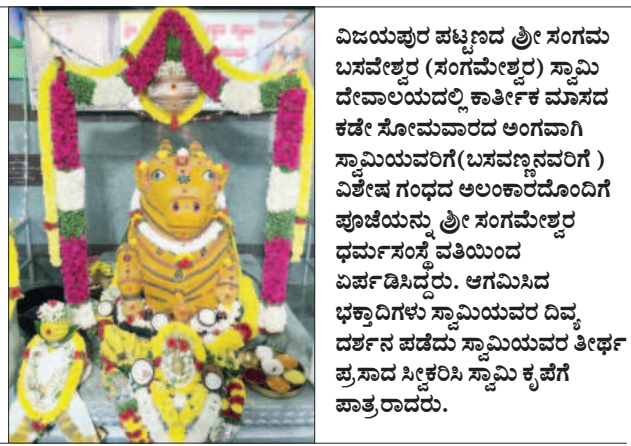 ವಿಜಯಪುರ ಪಟ್ಟಣದ ಶ್ರೀ ಸಂಗಮ
ಬಸವೇಶ್ವರ (ಸಂಗಮೇಶ್ವರ) ಸ್ವಾಮಿ
ದೇವಾಲಯದಲ್ಲಿ ಕಾರ್ತೀಕ ಮಾಸದ
ಕಡೇ ಸೋಮವಾರದ ಅಂಗವಾಗಿ
ಸ್ವಾಮಿಯವರಿಗೆ(ಬಸವಣ್ಣನವರಿಗೆ )
ವಿಶೇಷ ಗಂಧದ ಅಲಂಕಾರದೊಂದಿಗೆ
ಪೂಜೆಯನ್ನು ಶ್ರೀ ಸಂಗಮೇಶ್ವರ
ಧರ್ಮಸಂಸ್ಥೆ ವತಿಯಿಂದ
ಏರ್ಪಡಿಸಿದ್ದರು. ಆಗಮಿಸಿದ
ಭಕ್ತಾದಿಗಳು ಸ್ವಾಮಿಯವರ ದಿವ್ಯ
ದರ್ಶನ ಪಡೆದು ಸ್ವಾಮಿಯವರ ತೀರ್ಥ
ಪ್ರಸಾದ ಸ್ವೀಕರಿಸಿ ಸ್ವಾಮಿ ಕೃಪೆಗೆ
ಪಾತ್ರರಾದರು.